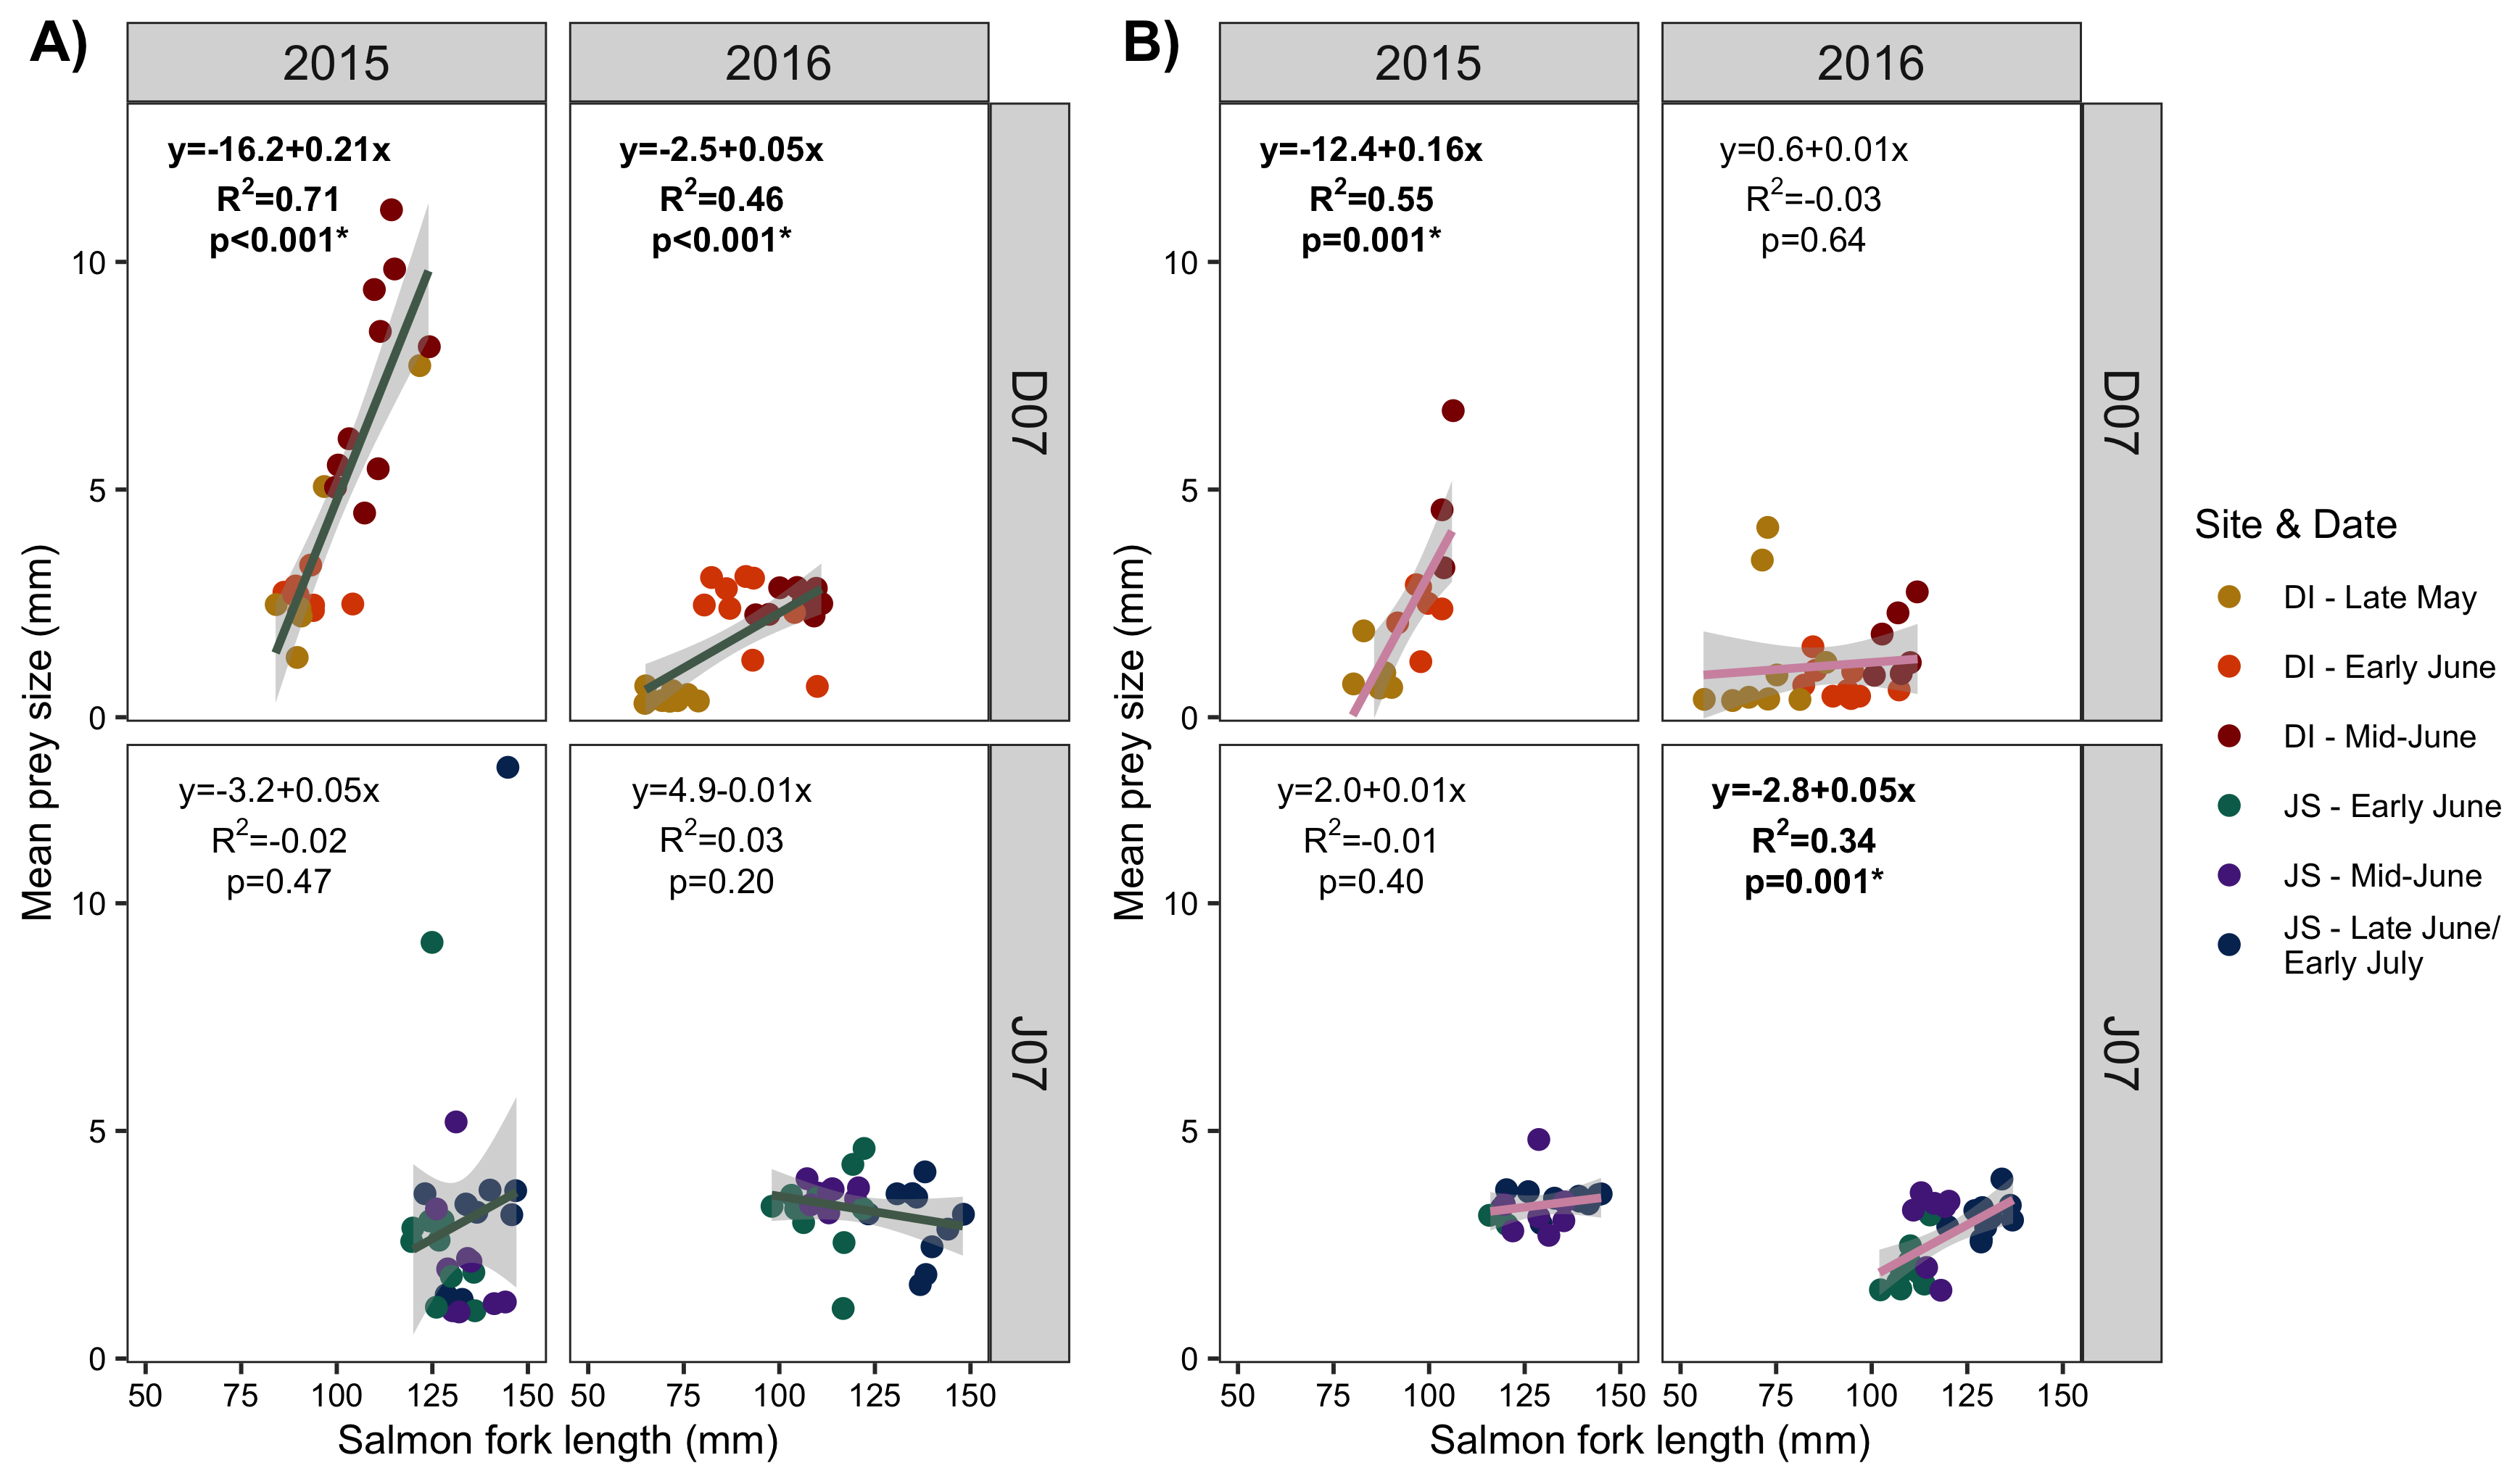 A)
2015
2016
y=-16.2+0.21x
R²=0.71
p<0.001*
y=-2.5+0.05x
R²=0.46
p<0.001*
D07
10
5
0
y=-3.2+0.05x
R²=-0.02
p=0.47
y=4.9-0.01x
R²=0.03
p=0.20
J07
10
5
0
Mean prey size (mm)
50 75 100 125 150
50 75 100 125 150
Salmon fork length (mm)
B)
2015
2016
y=-12.4+0.16x
R²=0.55
p=0.001*
y=0.6+0.01x
R²=-0.03
p=0.64
D07
10
5
0
y=2.0+0.01x
R²=-0.01
p=0.40
y=-2.8+0.05x
R²=0.34
p=0.001*
J07
10
5
0
Mean prey size (mm)
50 75 100 125 150
50 75 100 125 150
Salmon fork length (mm)
Site & Date
DI - Late May
DI - Early June
DI - Mid-June
JS - Early June
JS - Mid-June
JS - Late June/
Early July